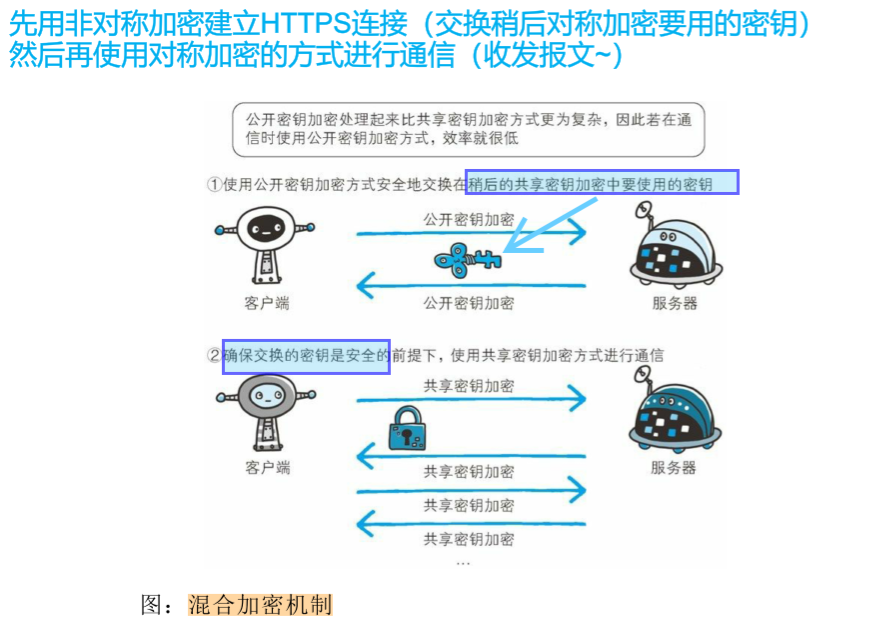 先用非对称加密建立HTTPS连接（交换稍后对称加密要用的密钥）
然后再使用对称加密的方式进行通信（收发报文~）
公开密钥加密处理起来比共享密钥加密方式更为复杂，因此若在通
信时使用公开密钥加密方式，效率就很低
①使用公开密钥加密方式安全地交换在稍后的共享密钥加密中要使用的密钥
公开密钥加密
公开密钥加密
客户端
服务器
②确保交换的密钥是安全的前提下，使用共享密钥加密方式进行通信
共享密钥加密
共享密钥加密
共享密钥加密
共享密钥加密
…
客户端
服务器
图：混合加密机制